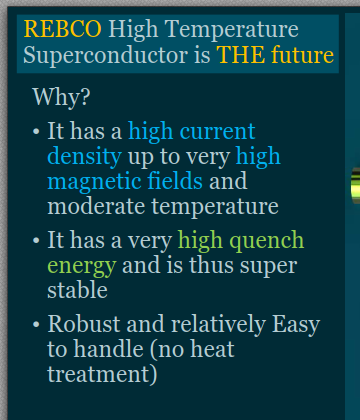 REBCO High Temperature
Superconductor is THE future
Why?
• It has a high current
density up to very high
magnetic fields and
moderate temperature
• It has a very high quench
energy and is thus super
stable
• Robust and relatively Easy
to handle (no heat
treatment)